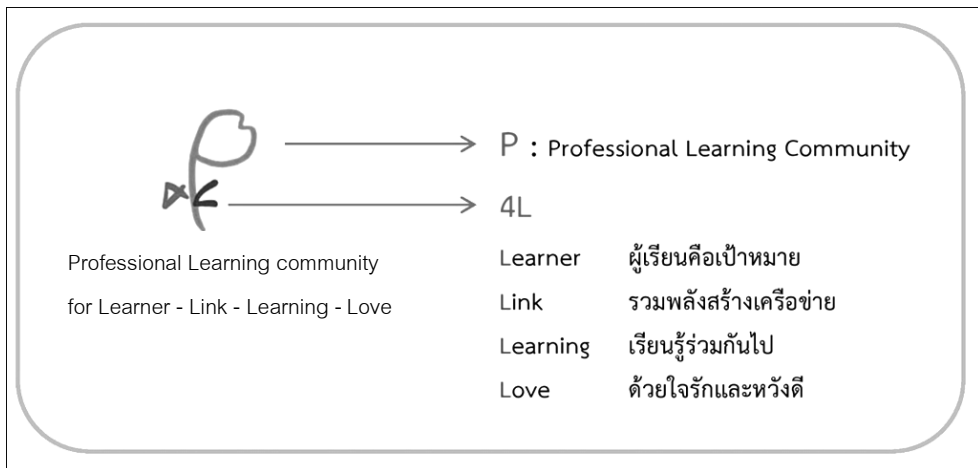 P : Professional Learning Community
4L
Professional Learning community
for Learner - Link - Learning - Love
Learner ผู้เรียนคือเป้าหมาย
Link รวมพลังสร้างเครือข่าย
Learning เรียนรู้ร่วมกันไป
Love ด้วยใจรักและหวังดี